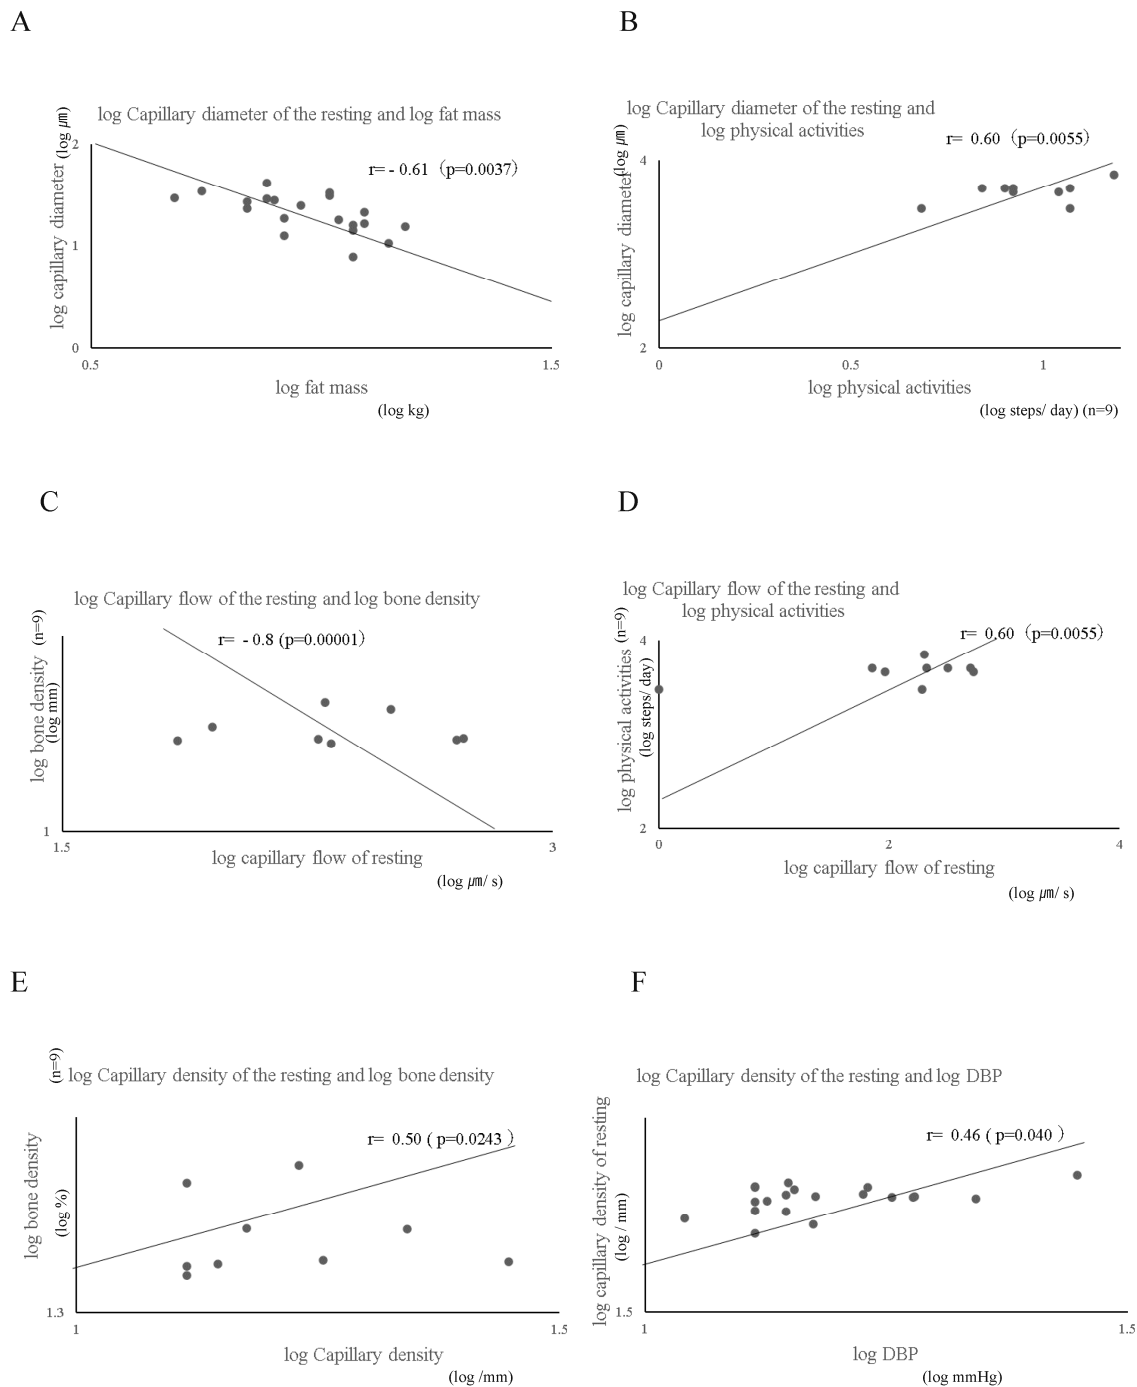 A
log Capillary diameter of the resting and log fat mass
(log ㎛)
log capillary diameter
r= - 0.61 (p=0.0037)
2
1
0
0.5
1.5
log fat mass
(log kg)
B
log Capillary diameter of the resting and
log physical activities
(log ㎛)
log capillary diameter
r= 0.60 (p=0.0055)
4
2
0
0.5
1
log physical activities
(log steps/ day) (n=9)
C
log Capillary flow of the resting and log bone density
(n=9)
log bone density
(log mm)
r= - 0.8 (p=0.00001)
1
1.5
3
log capillary flow of resting
(log ㎛/ s)
D
log Capillary flow of the resting and
log physical activities
(n=9)
log physical activities
(log steps/ day)
r= 0.60 (p=0.0055)
4
2
0
2
4
log capillary flow of resting
(log ㎛/ s)
E
(n=9)
log Capillary density of the resting and log bone density
log bone density
(log %)
r= 0.50 ( p=0.0243 )
1.3
1
1.5
log Capillary density
(log /mm)
F
log Capillary density of the resting and log DBP
log capillary density of resting
(log / mm)
r= 0.46 ( p=0.040 )
1.5
1
1.5
log DBP
(log mmHg)